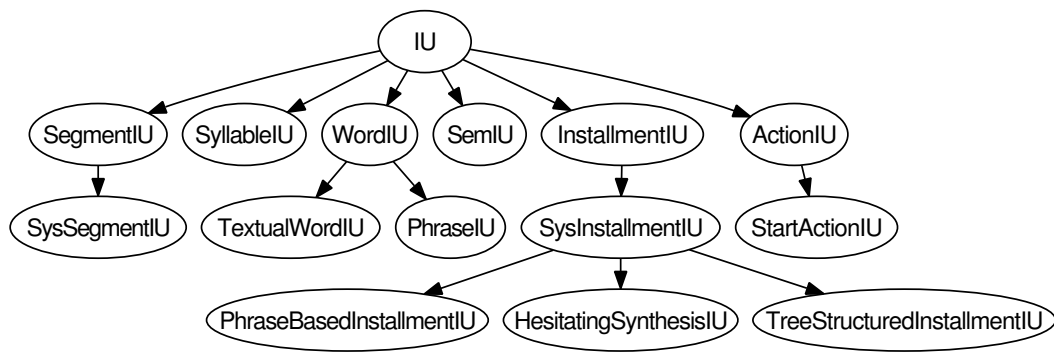 IU
SegmentIU SyllableIU WordIU SemIU InstallmentIU ActionIU
SysSegmentIU TextualWordIU PhraseIU SysInstallmentIU StartActionIU
PhraseBasedInstallmentIU HesitatingSynthesisIU TreeStructuredInstallmentIU